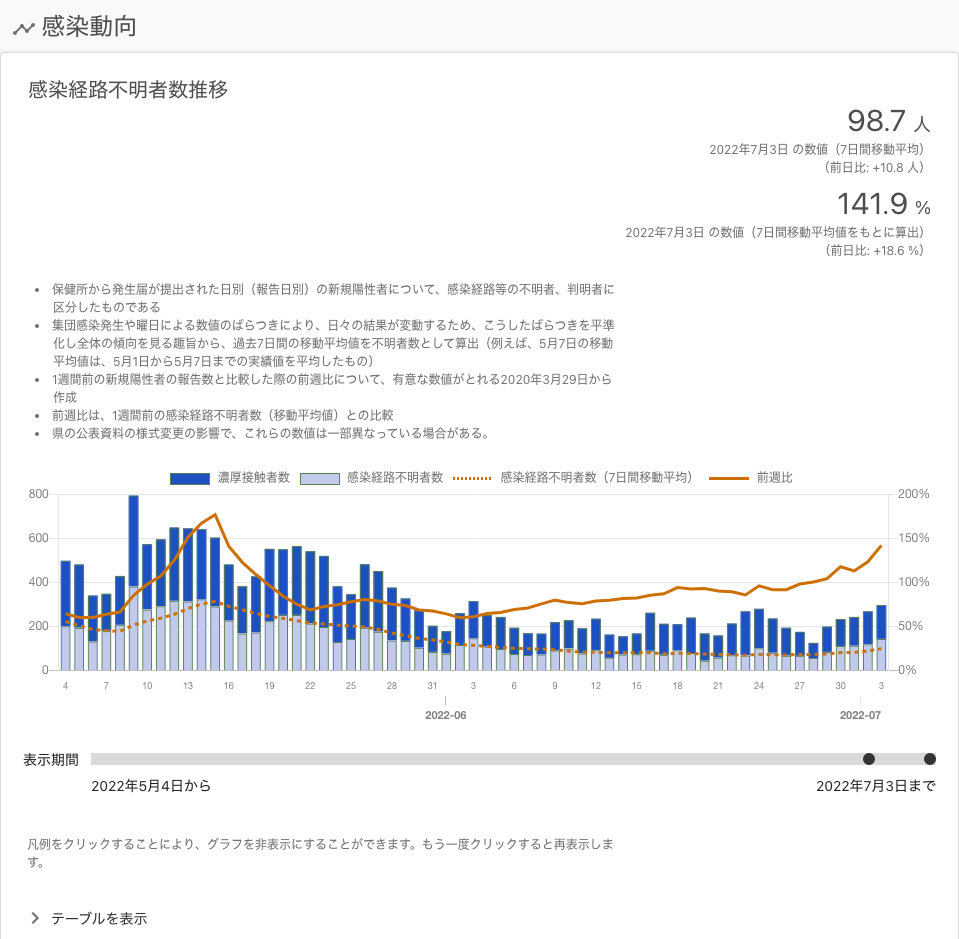 感染動向
感染経路不明者数推移
98.7 人
2022年7月3日 の数値（7日間移動平均）
（前日比: +10.8 人）
141.9 %
2022年7月3日 の数値（7日間移動平均値をもとに算出）
（前日比: +18.6 %）
• 保健所から発生届が提出された日別（報告日別）の新規陽性者について、感染経路等の不明者、判明者に
区分したものである
• 集団感染発生や曜日による数値のばらつきにより、日々の結果が変動するため、こうしたばらつきを平準
化し全体の傾向を見る趣旨から、過去7日間の移動平均値を不明者数として算出（例えば、5月7日の移動
平均値は、5月1日から5月7日までの実績値を平均したもの）
• 1週間前の新規陽性者の報告数と比較した際の前週比について、有意な数値がとれる2020年3月29日から
作成
• 前週比は、1週間前の感染経路不明者数（移動平均値）との比較
• 県の公表資料の様式変更の影響で、これらの数値は一部異なっている場合がある。
濃厚接触者数 感染経路不明者数 感染経路不明者数（7日間移動平均） 前週比
800 200%
600 150%
400 100%
200 50%
0 0%
4 7 10 13 16 19 22 25 28 31 3 6 9 12 15 18 21 24 27 30 3
2022-06 2022-07
表示期間
2022年5月4日から 2022年7月3日まで
凡例をクリックすることにより、グラフを非表示にすることができます。もう一度クリックすると再表示しま
す。
テーブルを表示